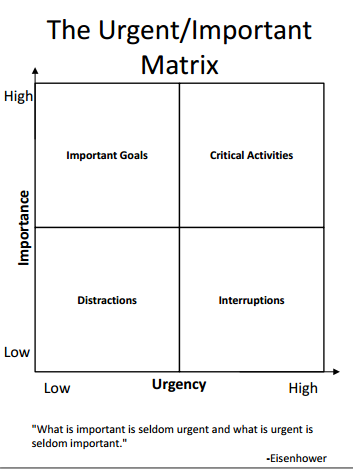 The Urgent/Important
Matrix
High
Important Goals
Critical Activities
Importance
Distractions
Interruptions
Low
Low
Urgency
High
"What is important is seldom urgent and what is urgent is
seldom important."
-Eisenhower